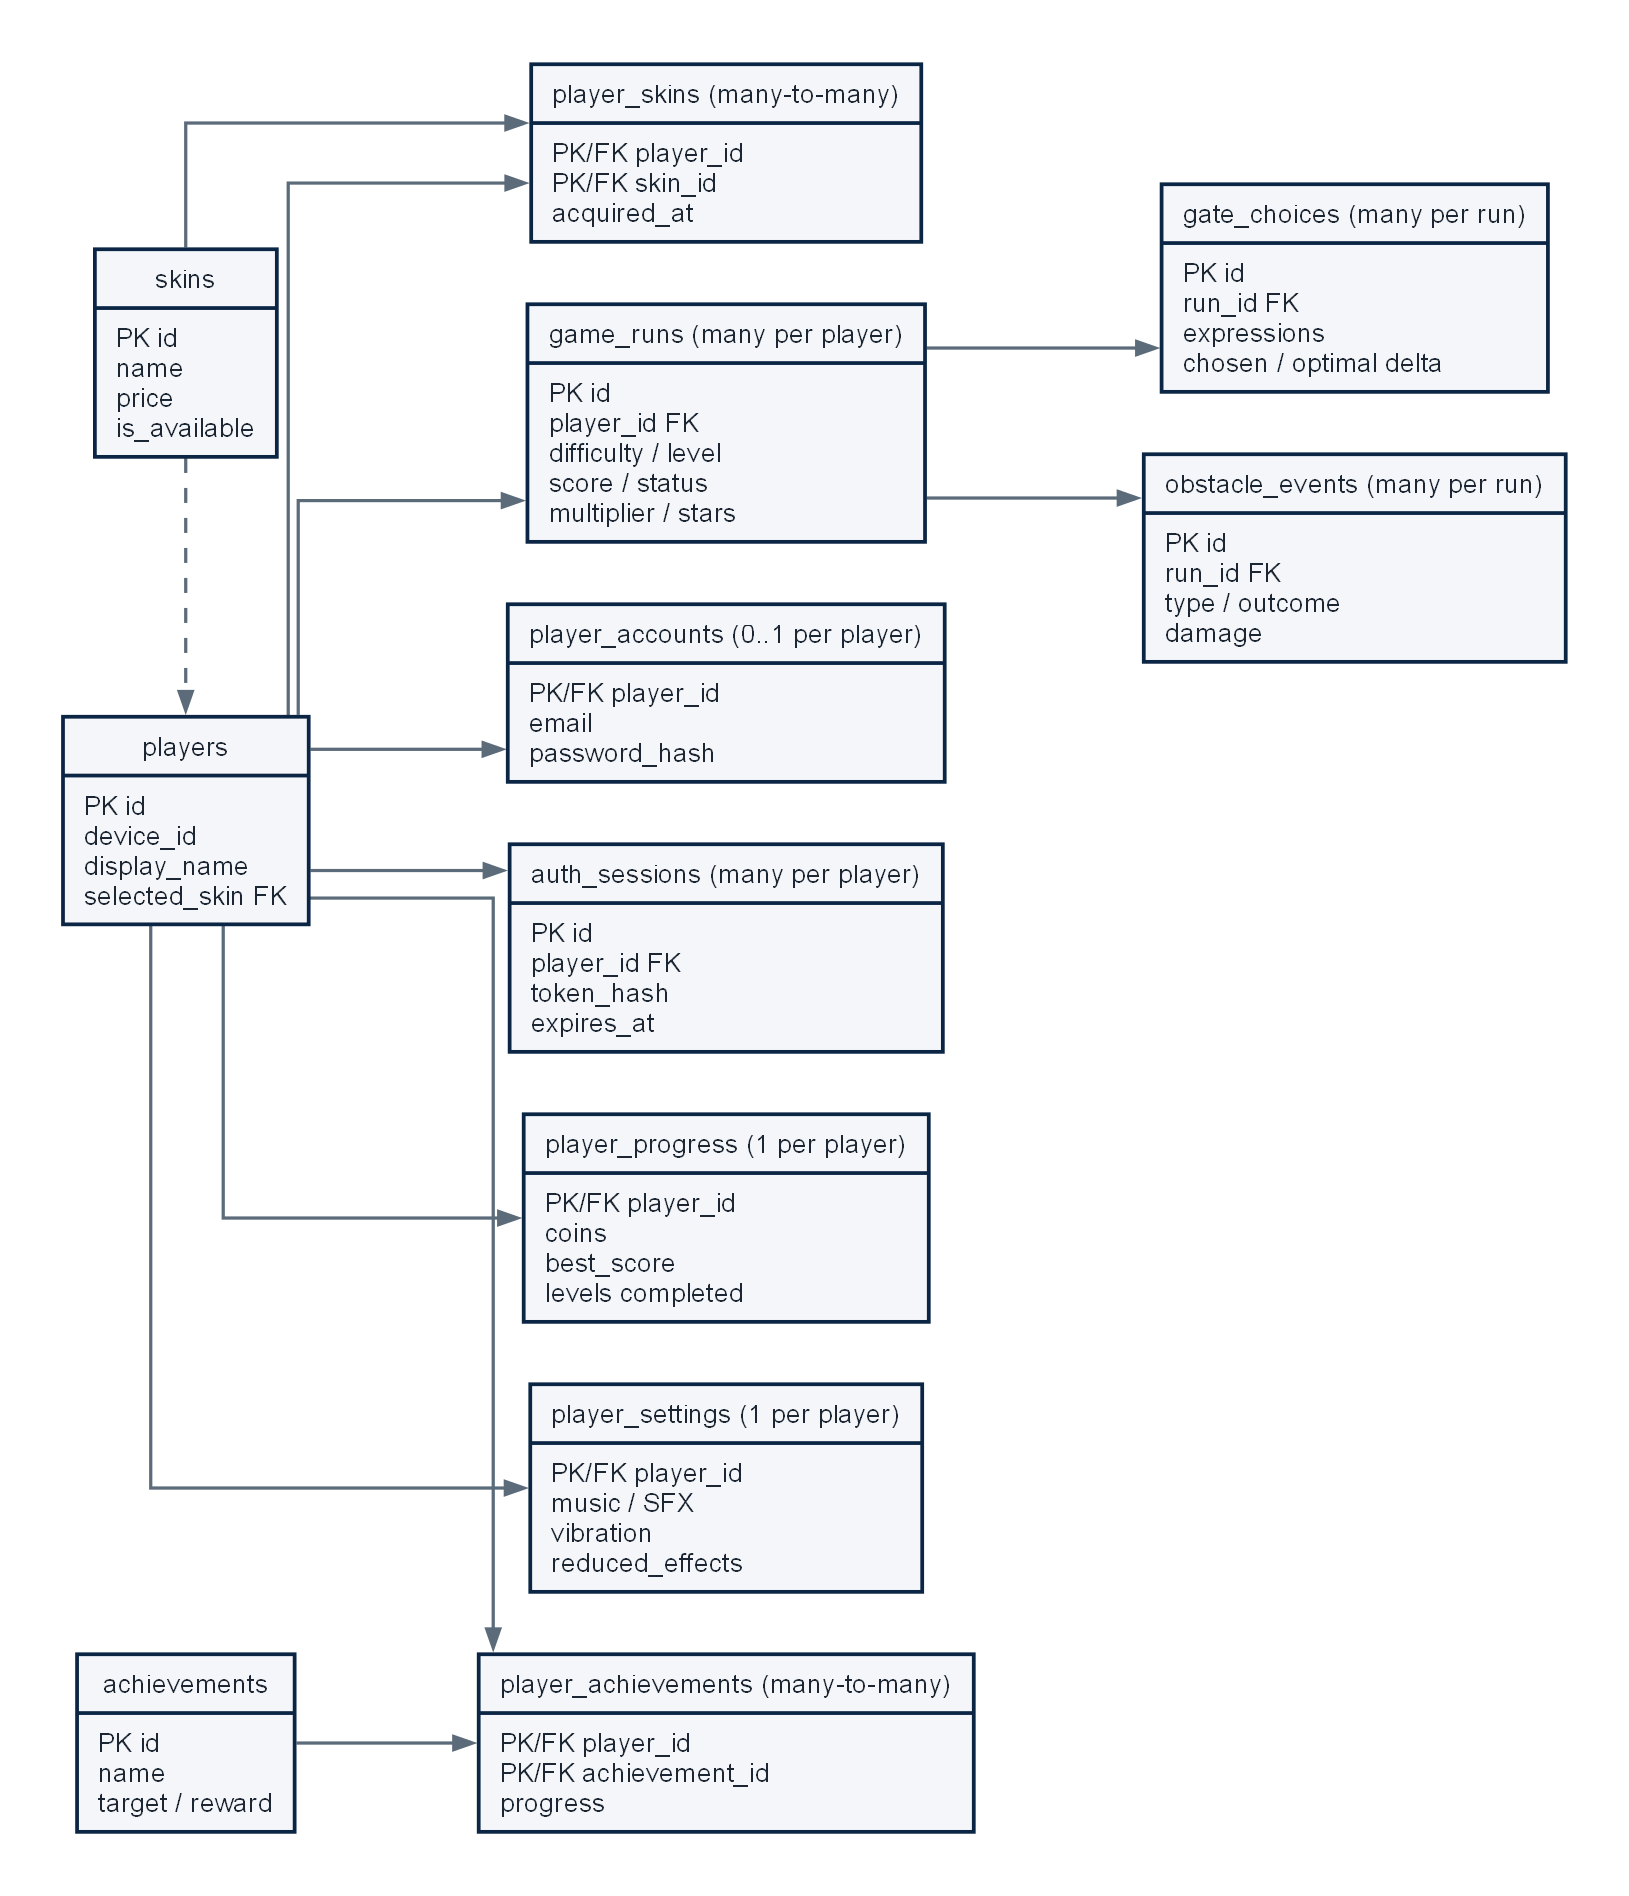 player_skins (many-to-many)
PK/FK player_id
PK/FK skin_id
acquired_at
gate_choices (many per run)
PK id
run_id FK
expressions
chosen / optimal delta
skins
PK id
name
price
is_available
game_runs (many per player)
PK id
player_id FK
difficulty / level
score / status
multiplier / stars
obstacle_events (many per run)
PK id
run_id FK
type / outcome
damage
player_accounts (0..1 per player)
PK/FK player_id
email
password_hash
players
PK id
device_id
display_name
selected_skin FK
auth_sessions (many per player)
PK id
player_id FK
token_hash
expires_at
player_progress (1 per player)
PK/FK player_id
coins
best_score
levels completed
player_settings (1 per player)
PK/FK player_id
music / SFX
vibration
reduced_effects
achievements
PK id
name
target / reward
player_achievements (many-to-many)
PK/FK player_id
PK/FK achievement_id
progress